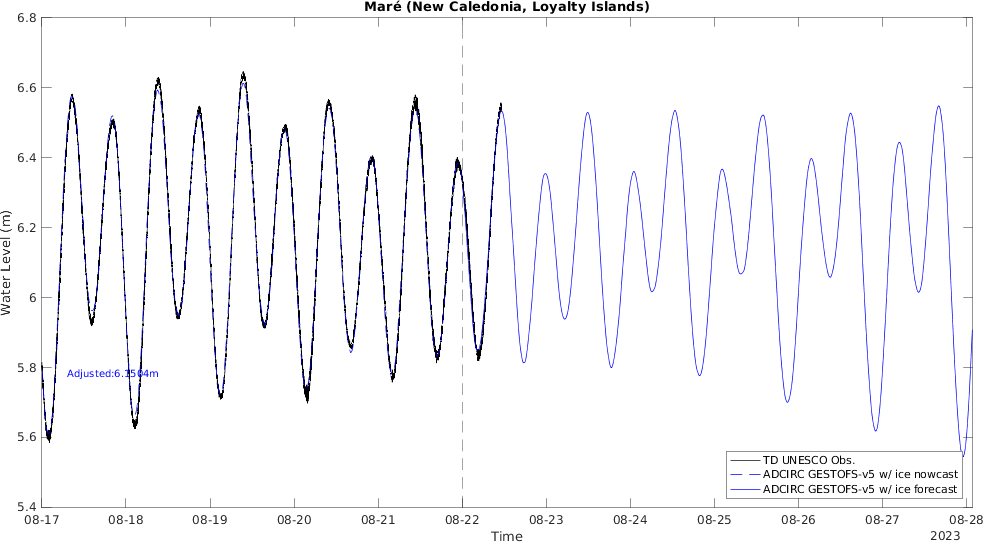 Maré (New Caledonia, Loyalty Islands)
6.8
6.6
6.4
6.2
6
5.8
5.6
5.4
Water Level (m)
Adjusted:6.1504m
TD UNESCO Obs.
ADCIRC GESTOFS-v5 w/ ice nowcast
ADCIRC GESTOFS-v5 w/ ice forecast
08-17 08-18 08-19 08-20 08-21 08-22 08-23 08-24 08-25 08-26 08-27 08-28
Time
2023